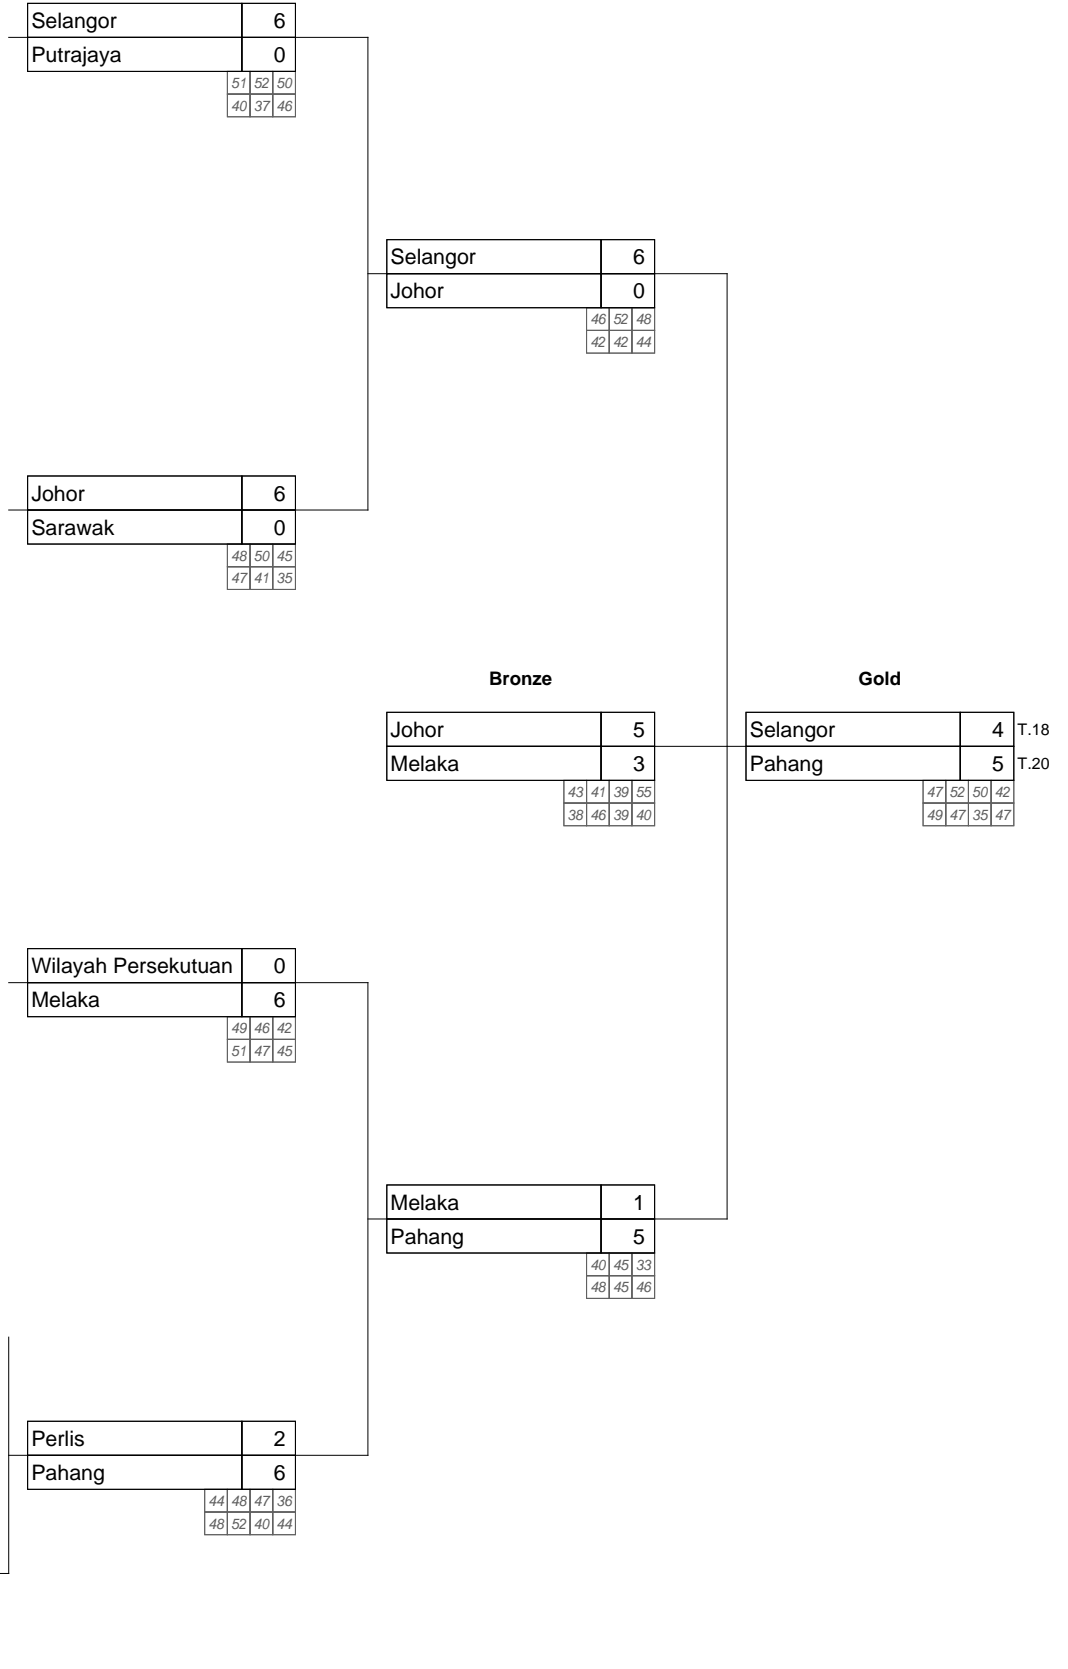 Selangor 6
Putrajaya 0
51 52 50
40 37 46
Selangor 6
Johor 0
46 52 48
42 42 44
Johor 6
Sarawak 0
48 50 45
47 41 35
Bronze
Johor 5
Melaka 3
43 41 39 55
38 46 39 40
Gold
Selangor 4 T.18
Pahang 5 T.20
47 52 50 42
49 47 35 47
Wilayah Persekutuan 0
Melaka 6
49 46 42
51 47 45
Melaka 1
Pahang 5
40 45 33
48 45 46
Perlis 2
Pahang 6
44 48 47 36
48 52 40 44